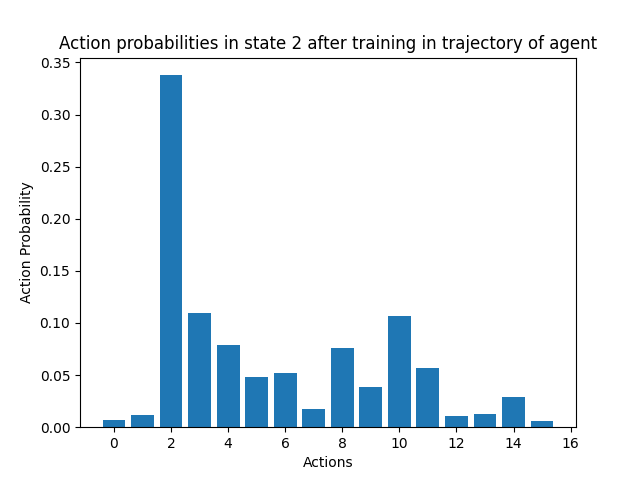 Action probabilities in state 2 after training in trajectory of agent
0.35
0.30
0.25
0.20
0.15
0.10
0.05
0.00
Action Probability
0 2 4 6 8 10 12 14 16
Actions